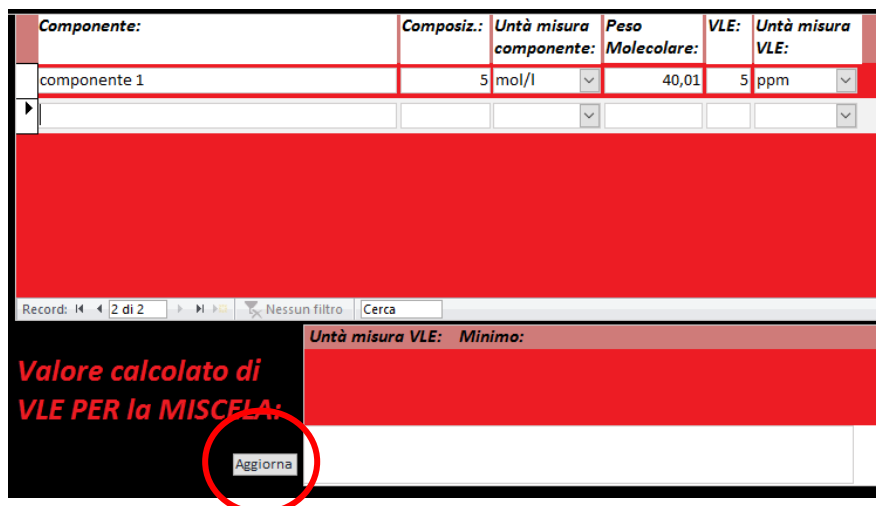 Componente: Composiz.: Untà misura componente: Peso Molecolare: VLE: Untà misura VLE:
componente 1 5 mol/l 40,01 5 ppm
Record: 2 di 2 Nessun filtro Cerca
Untà misura VLE: Minimo:
Valore calcolato di
VLE PER la MISCELA:
Aggiorna